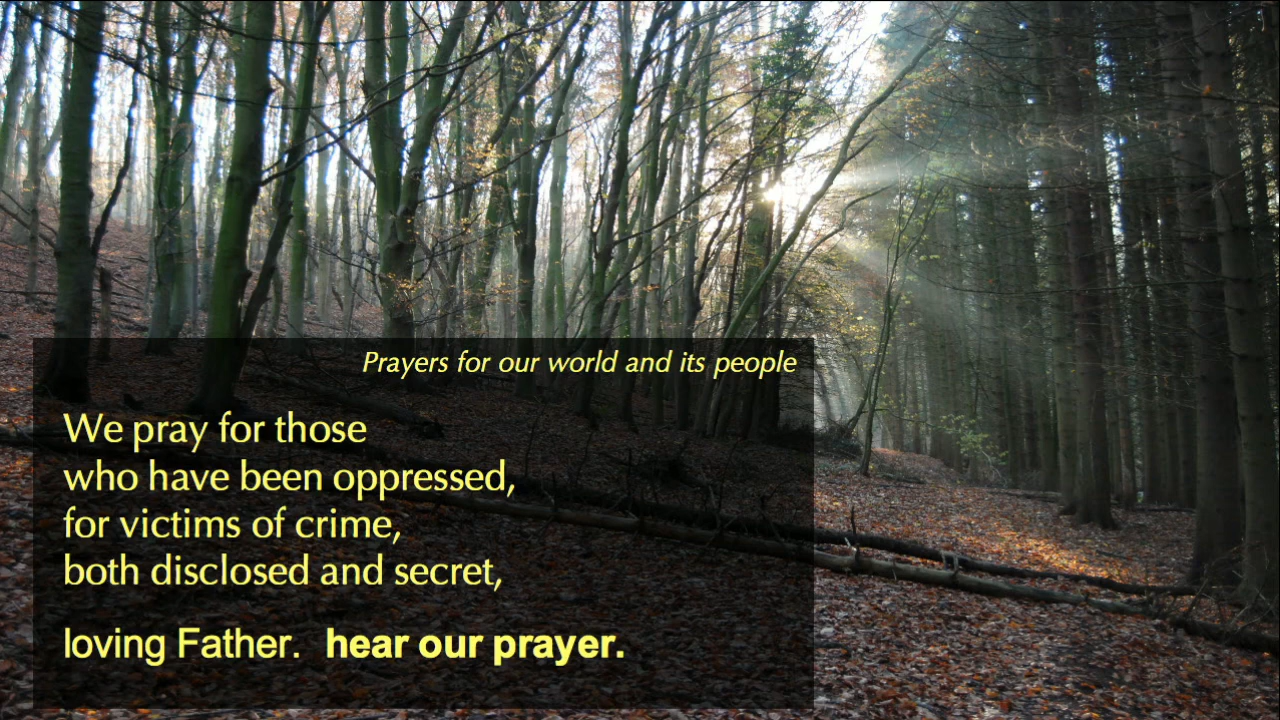 Prayers for our world and its people
We pray for those
who have been oppressed,
for victims of crime,
both disclosed and secret,
loving Father. hear our prayer.